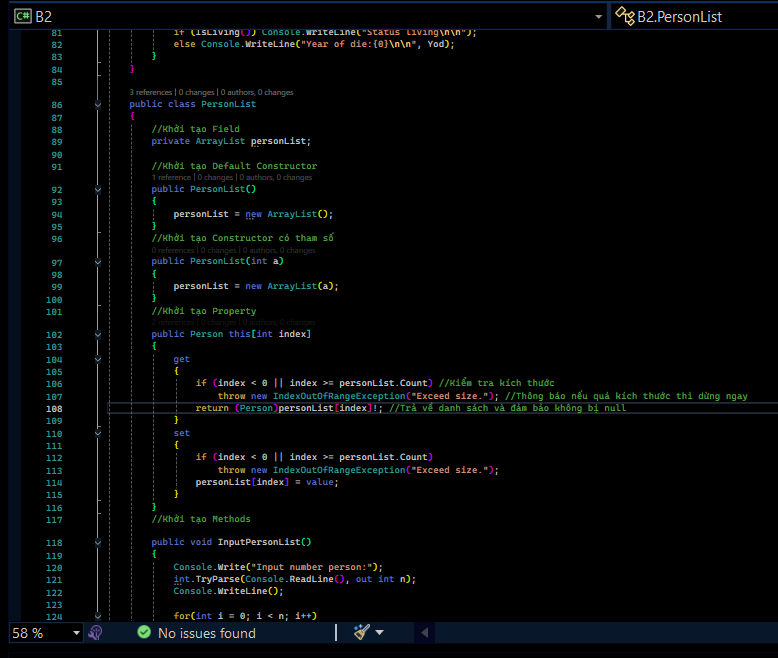 C# B2 B2.PersonList
81 if (IsLiving()) Console.WriteLine("Status living\n\n");
82 else Console.WriteLine("Year of die:{0}\n\n", Yod);
83 }
84 }
85
3 references | 0 changes | 0 authors, 0 changes
86 public class PersonList
87 {
88 //Khởi tạo Field
89 private ArrayList personList;
90
91 //Khởi tạo Default Constructor
1 reference | 0 changes | 0 authors, 0 changes
92 public PersonList()
93 {
94 personList = new ArrayList();
95 }
96 //Khởi tạo Constructor có tham số
0 references | 0 changes | 0 authors, 0 changes
97 public PersonList(int a)
98 {
99 personList = new ArrayList(a);
100 }
101 //Khởi tạo Property
2 references | 0 changes | 0 authors, 0 changes
102 public Person this[int index]
103 {
104 get
105 {
106 if (index < 0 || index >= personList.Count) //Kiểm tra kích thước
107 throw new IndexOutOfRangeException("Exceed size."); //Thông báo nếu quá kích thước thì dừng ngay
108 return (Person)personList[index]!; //Trả về danh sách và đảm bảo không bị null
109 }
110 set
111 {
112 if (index < 0 || index >= personList.Count)
113 throw new IndexOutOfRangeException("Exceed size.");
114 personList[index] = value;
115 }
116 }
117 //Khởi tạo Methods
118 public void InputPersonList()
119 {
120 Console.Write("Input number person:");
121 int.TryParse(Console.ReadLine(), out int n);
122 Console.WriteLine();
123
124 for(int i = 0; i < n; i++)
58 % No issues found